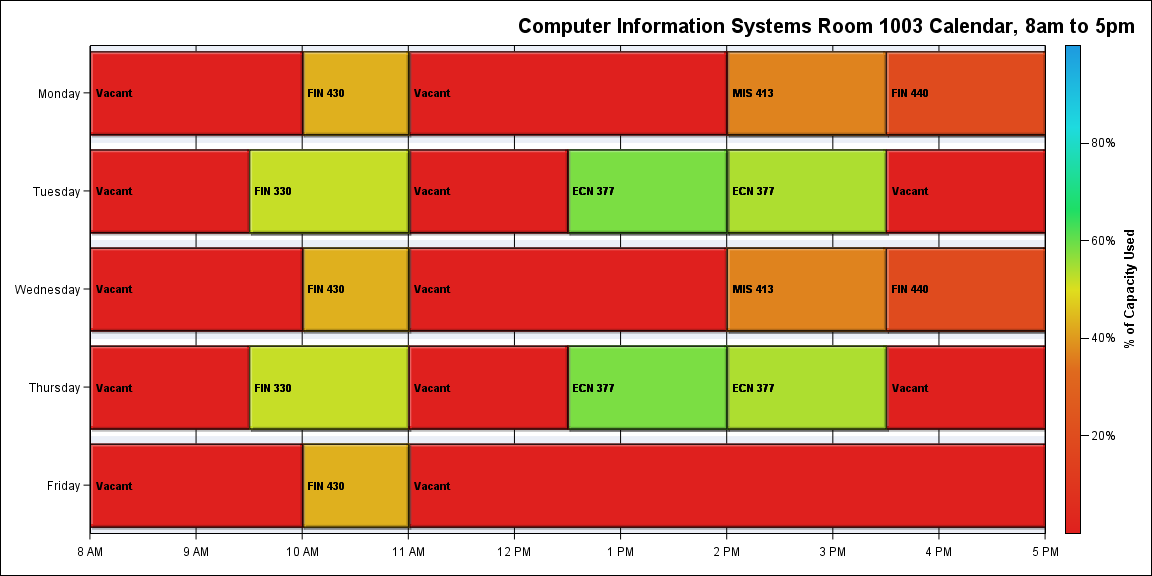 Computer Information Systems Room 1003 Calendar, 8am to 5pm
Monday
Vacant
FIN 430
Vacant
MIS 413
FIN 440
Tuesday
Vacant
FIN 330
Vacant
ECN 377
ECN 377
Vacant
Wednesday
Vacant
FIN 430
Vacant
MIS 413
FIN 440
Thursday
Vacant
FIN 330
Vacant
ECN 377
ECN 377
Vacant
Friday
Vacant
FIN 430
Vacant
8 AM
9 AM
10 AM
11 AM
12 PM
1 PM
2 PM
3 PM
4 PM
5 PM
80%
60%
40%
20%
% of Capacity Used